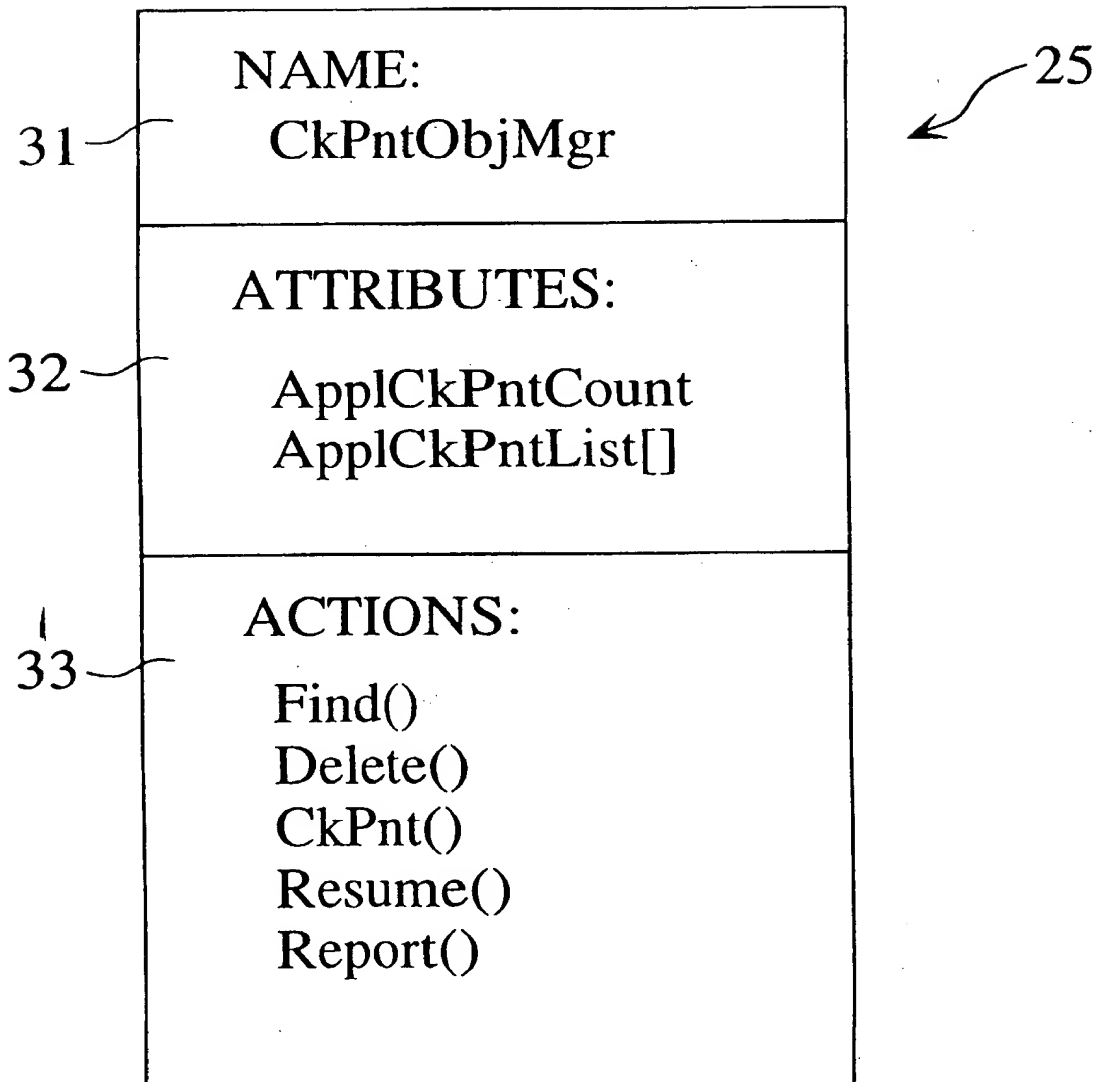 NAME:
25
31
CkPntObjMgr
ATTRIBUTES:
32
ApplCkPntCount
ApplCkPntList[]
ACTIONS:
33
Find()
Delete()
CkPnt()
Resume()
Report()